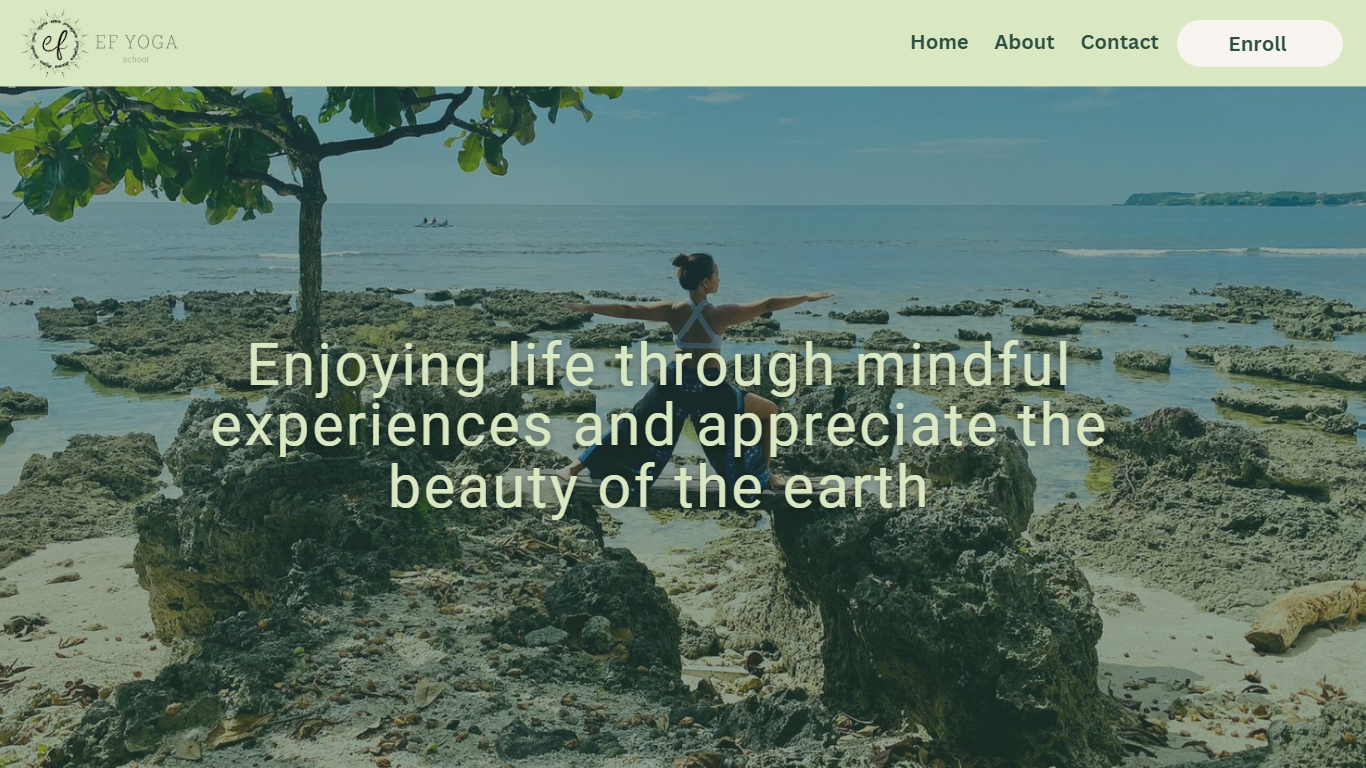 ef
EF YOGA
school
Home
About
Contact
Enroll
Enjoying life through mindful
experiences and appreciate the
beauty of the earth